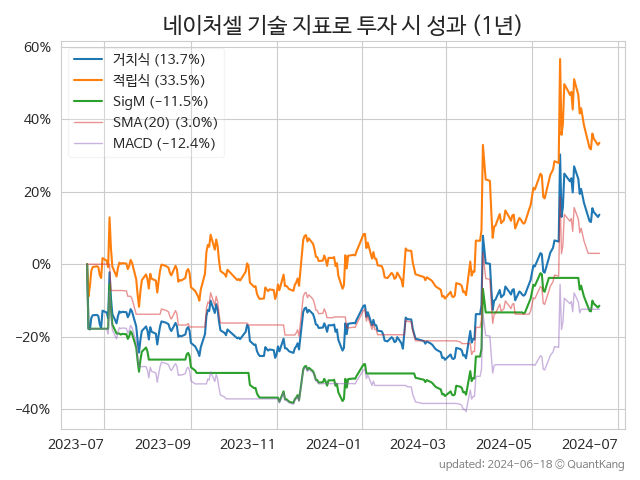 네이처셀 기술 지표로 투자 시 성과 (1년)
60%
40%
20%
0%
−20%
−40%
거치식 (13.7%)
적립식 (33.5%)
SigM (−11.5%)
SMA(20) (3.0%)
MACD (−12.4%)
2023-07 2023-09 2023-11 2024-01 2024-03 2024-05 2024-07
updated: 2024-06-18 © QuantKang